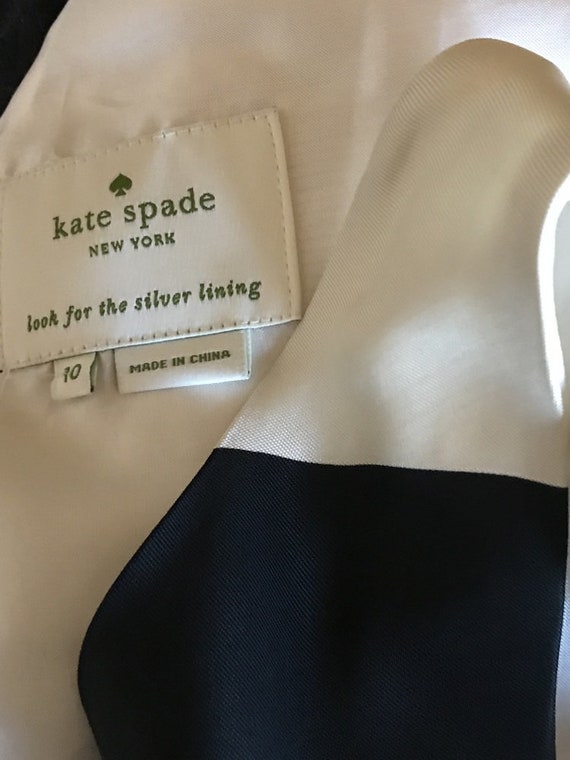 kate spade
NEW YORK
look for the silver lining
10
MADE IN CHINA